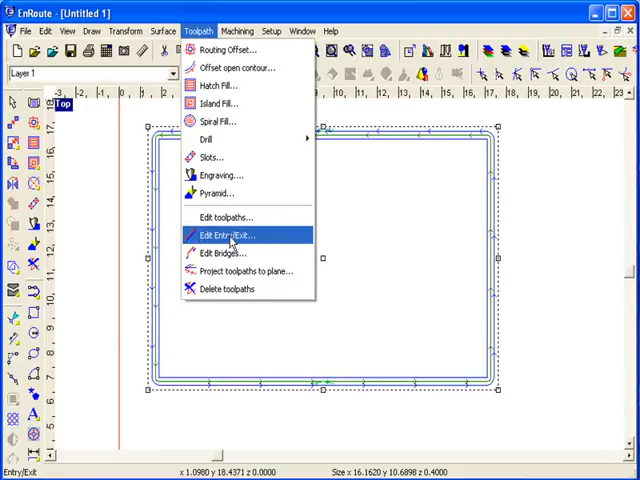 EnRoute - [Untitled 1]
File Edit View Draw Transform Surface Toolpath Machining Setup Window Help
Layer 1
Top
Routing Offset...
Offset open contour...
Hatch Fill...
Island Fill...
Spiral Fill...
Drill
Slots...
Engraving....
Pyramid...
Edit toolpaths...
Edit Entry/Exit...
Edit Bridges...
Project toolpaths to plane...
Delete toolpaths
Entry/Exit x 1.0980 y 18.4371 z 0.0000 Size x 16.1620 y 10.6898 z 0.4000